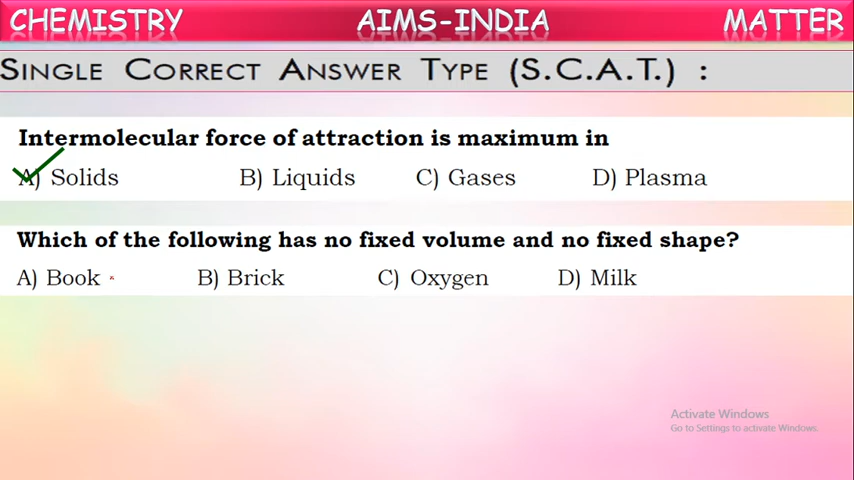 CHEMISTRY AIMS-INDIA MATTER
SINGLE CORRECT ANSWER TYPE (S.C.A.T.) :
Intermolecular force of attraction is maximum in
A) Solids B) Liquids C) Gases D) Plasma
Which of the following has no fixed volume and no fixed shape?
A) Book B) Brick C) Oxygen D) Milk
Activate Windows
Go to Settings to activate Windows.